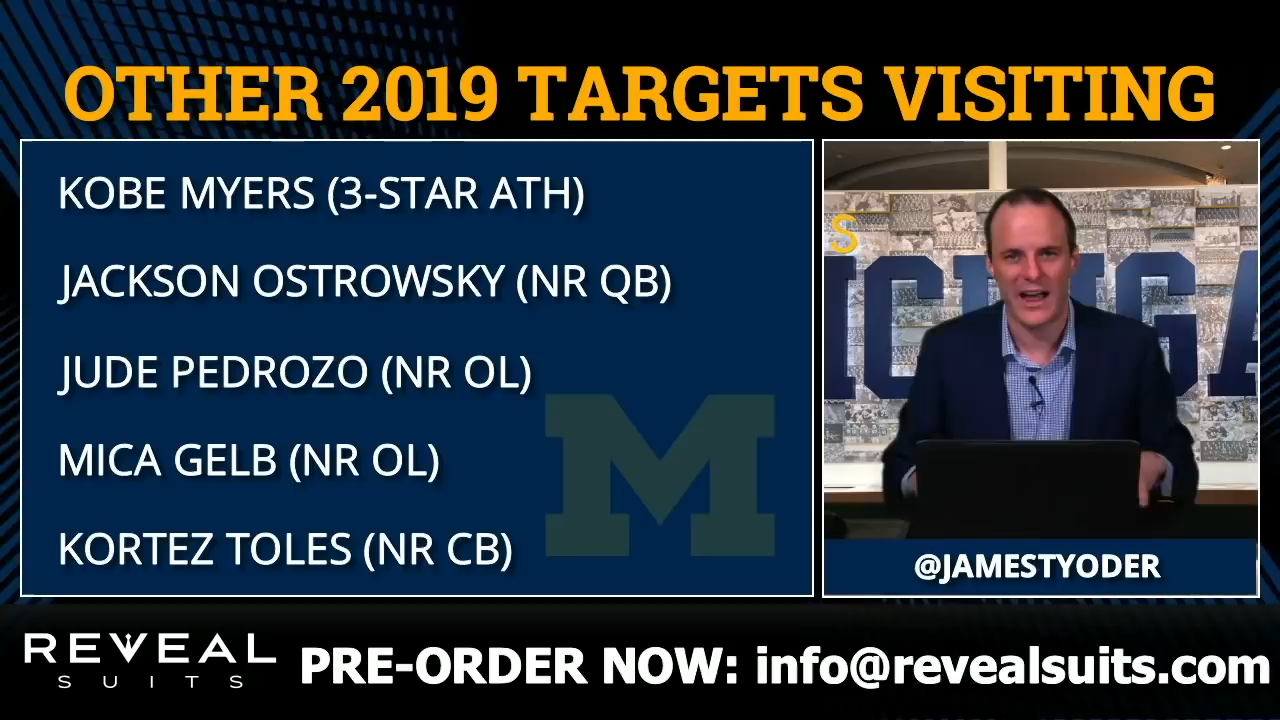 OTHER 2019 TARGETS VISITING
KOBE MYERS (3-STAR ATH)
JACKSON OSTROWSKY (NR QB)
JUDE PEDROZO (NR OL)
MICA GELB (NR OL)
KORTEZ TOLES (NR CB)
M
S
ICHIGA
@JAMESTYODER
REVEAL
SUITS
PRE-ORDER NOW: info@revealsuits.com